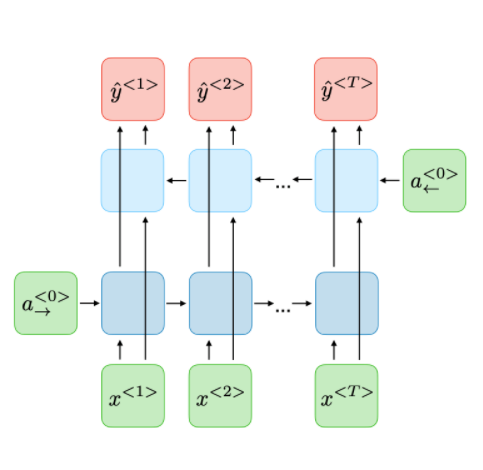 ŷ<1> ŷ<2> ŷ<T>
... a←<0>
a→<0> ...
x<1> x<2> x<T>